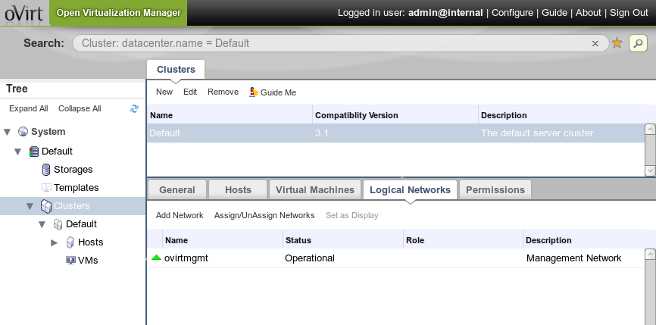 oVirt Open Virtualization Manager Logged in user: admin@internal | Configure | Guide | About | Sign Out
Search: Cluster: datacenter.name = Default
Clusters
Tree
Expand All Collapse All
System
Default
Storages
Templates
Clusters
Default
Hosts
VMs
New Edit Remove Guide Me
Name Compatiblity Version Description
Default 3.1 The default server cluster
General Hosts Virtual Machines Logical Networks Permissions
Add Network Assign/UnAssign Networks Set as Display
Name Status Role Description
ovirtmgmt Operational Management Network